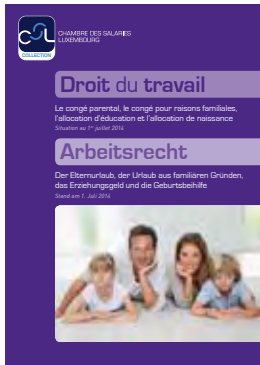 CSL
CHAMBRE DES SALARIES
LUXEMBOURG
COLLECTION
Droit du travail
Le congé parental, le congé pour raisons familiales,
l'allocation d'éducation et l'allocation de naissance
Situation au 1er juillet 2014
Arbeitsrecht
Der Elternurlaub, der Urlaub aus familiären Gründen,
das Erziehungsgeld und die Geburtsbeihilfe
Stand am 1. Juli 2014